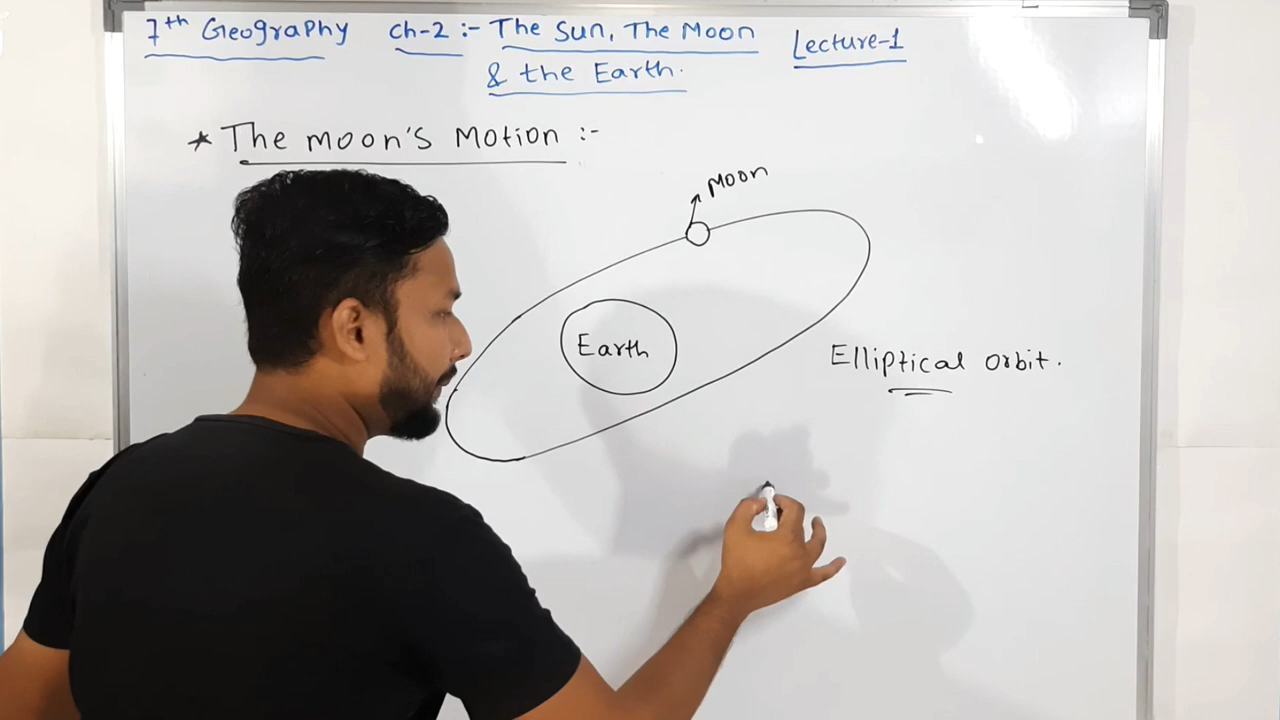 7th Geography ch-2 :- The Sun, The Moon Lecture-1
& the Earth.
* The moon's Motion :-
Moon
Earth
Elliptical orbit.